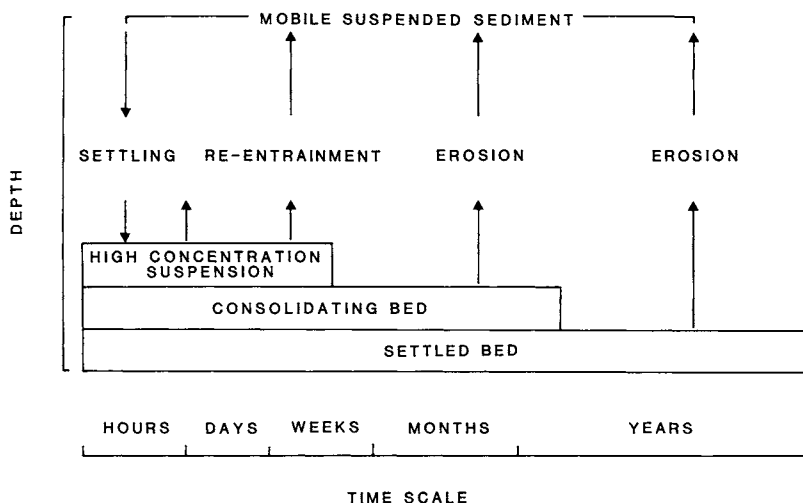 MOBILE SUSPENDED SEDIMENT
DEPTH
SETTLING RE-ENTRAINMENT EROSION EROSION
HIGH CONCENTRATION
SUSPENSION
CONSOLIDATING BED
SETTLED BED
HOURS DAYS WEEKS MONTHS YEARS
TIME SCALE